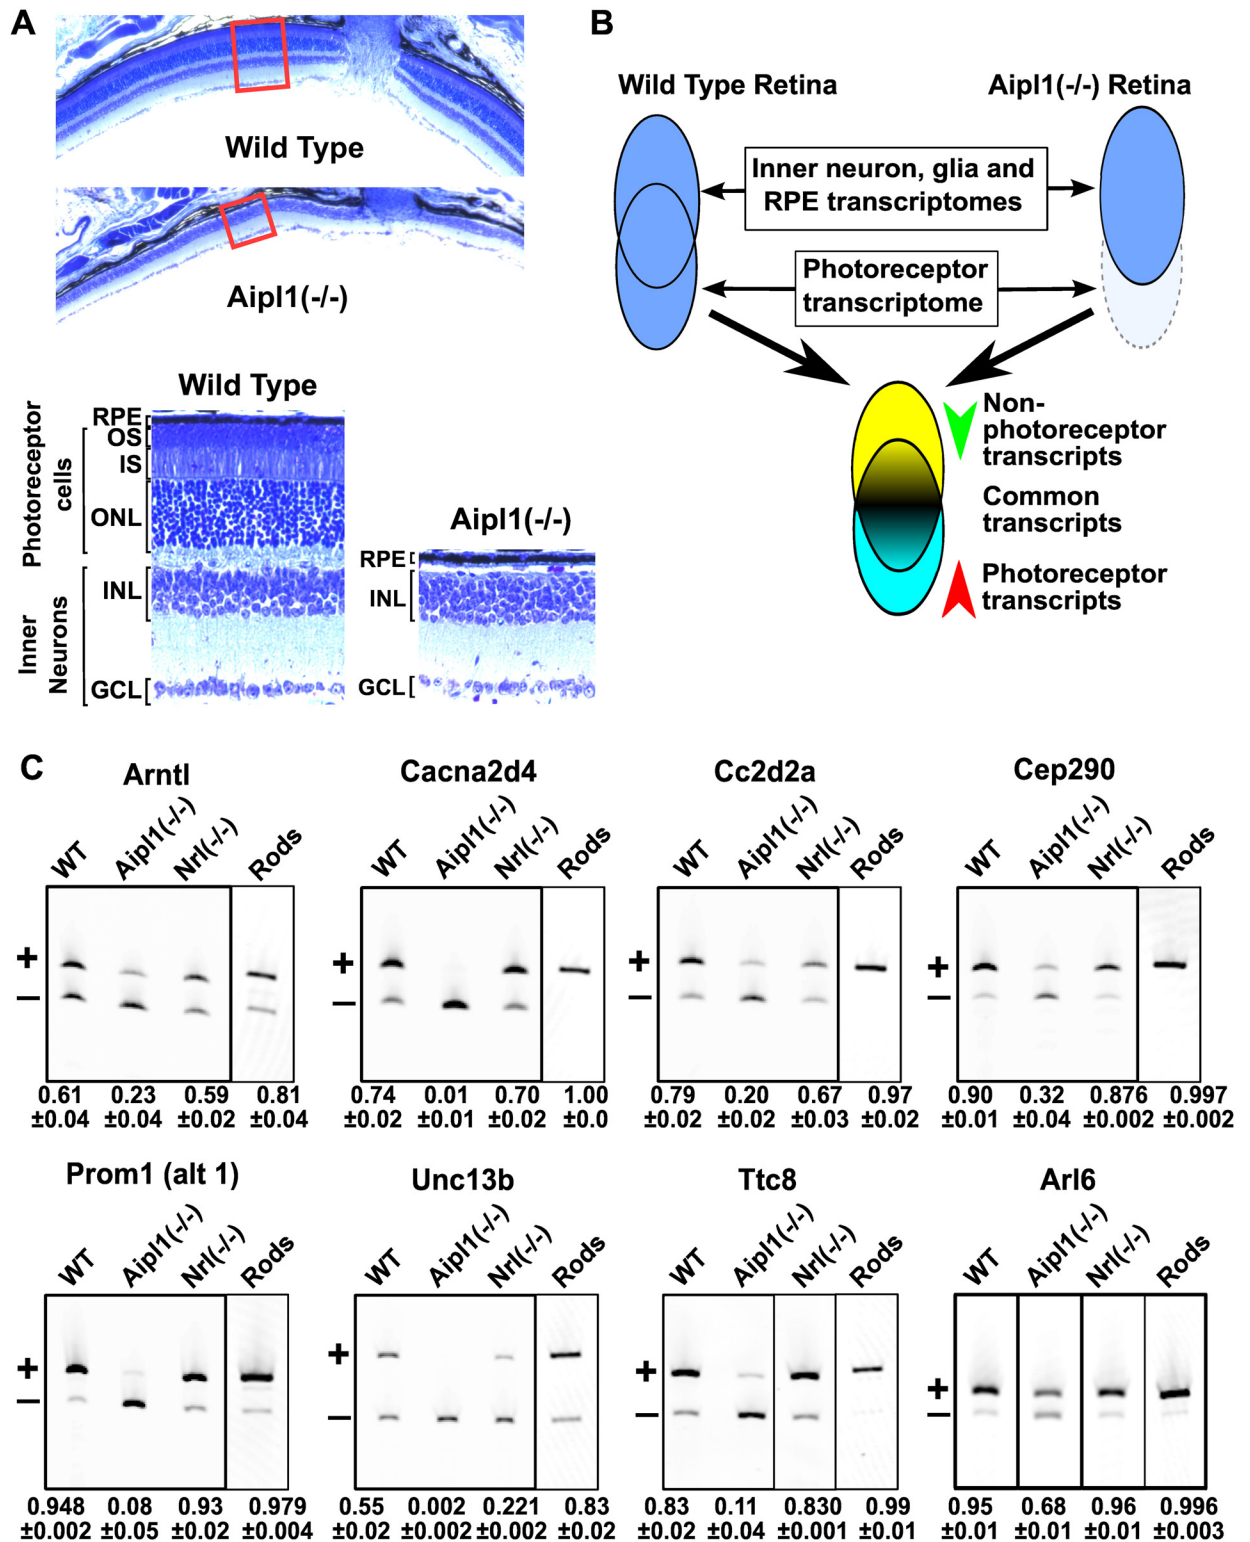 A
Wild Type
Aipl1(-/-)
Wild Type
Photoreceptor
cells
Inner
Neurons
RPE
OS
IS
ONL
INL
GCL
Aipl1(-/-)
RPE
INL
GCL
B
Wild Type Retina
Aipl1(-/-) Retina
Inner neuron, glia and
RPE transcriptomes
Photoreceptor
transcriptome
Non-
photoreceptor
transcripts
Common
transcripts
Photoreceptor
transcripts
C
Arntl
WT Aipl1(-/-) Nrl(-/-) Rods
+
–
0.61 0.23 0.59 0.81
±0.04 ±0.04 ±0.02 ±0.04
Cacna2d4
WT Aipl1(-/-) Nrl(-/-) Rods
+
–
0.74 0.01 0.70 1.00
±0.02 ±0.01 ±0.02 ±0.0
Cc2d2a
WT Aipl1(-/-) Nrl(-/-) Rods
+
–
0.79 0.20 0.67 0.97
±0.02 ±0.02 ±0.03 ±0.02
Cep290
WT Aipl1(-/-) Nrl(-/-) Rods
+
–
0.90 0.32 0.876 0.997
±0.01 ±0.04 ±0.002 ±0.002
Prom1 (alt 1)
WT Aipl1(-/-) Nrl(-/-) Rods
+
–
0.948 0.08 0.93 0.979
±0.002 ±0.05 ±0.02 ±0.004
Unc13b
WT Aipl1(-/-) Nrl(-/-) Rods
+
–
0.55 0.002 0.221 0.83
±0.02 ±0.002 ±0.002 ±0.02
Ttc8
WT Aipl1(-/-) Nrl(-/-) Rods
+
–
0.83 0.11 0.830 0.99
±0.02 ±0.04 ±0.001 ±0.01
Arl6
WT Aipl1(-/-) Nrl(-/-) Rods
+
–
0.95 0.68 0.96 0.996
±0.01 ±0.01 ±0.01 ±0.003